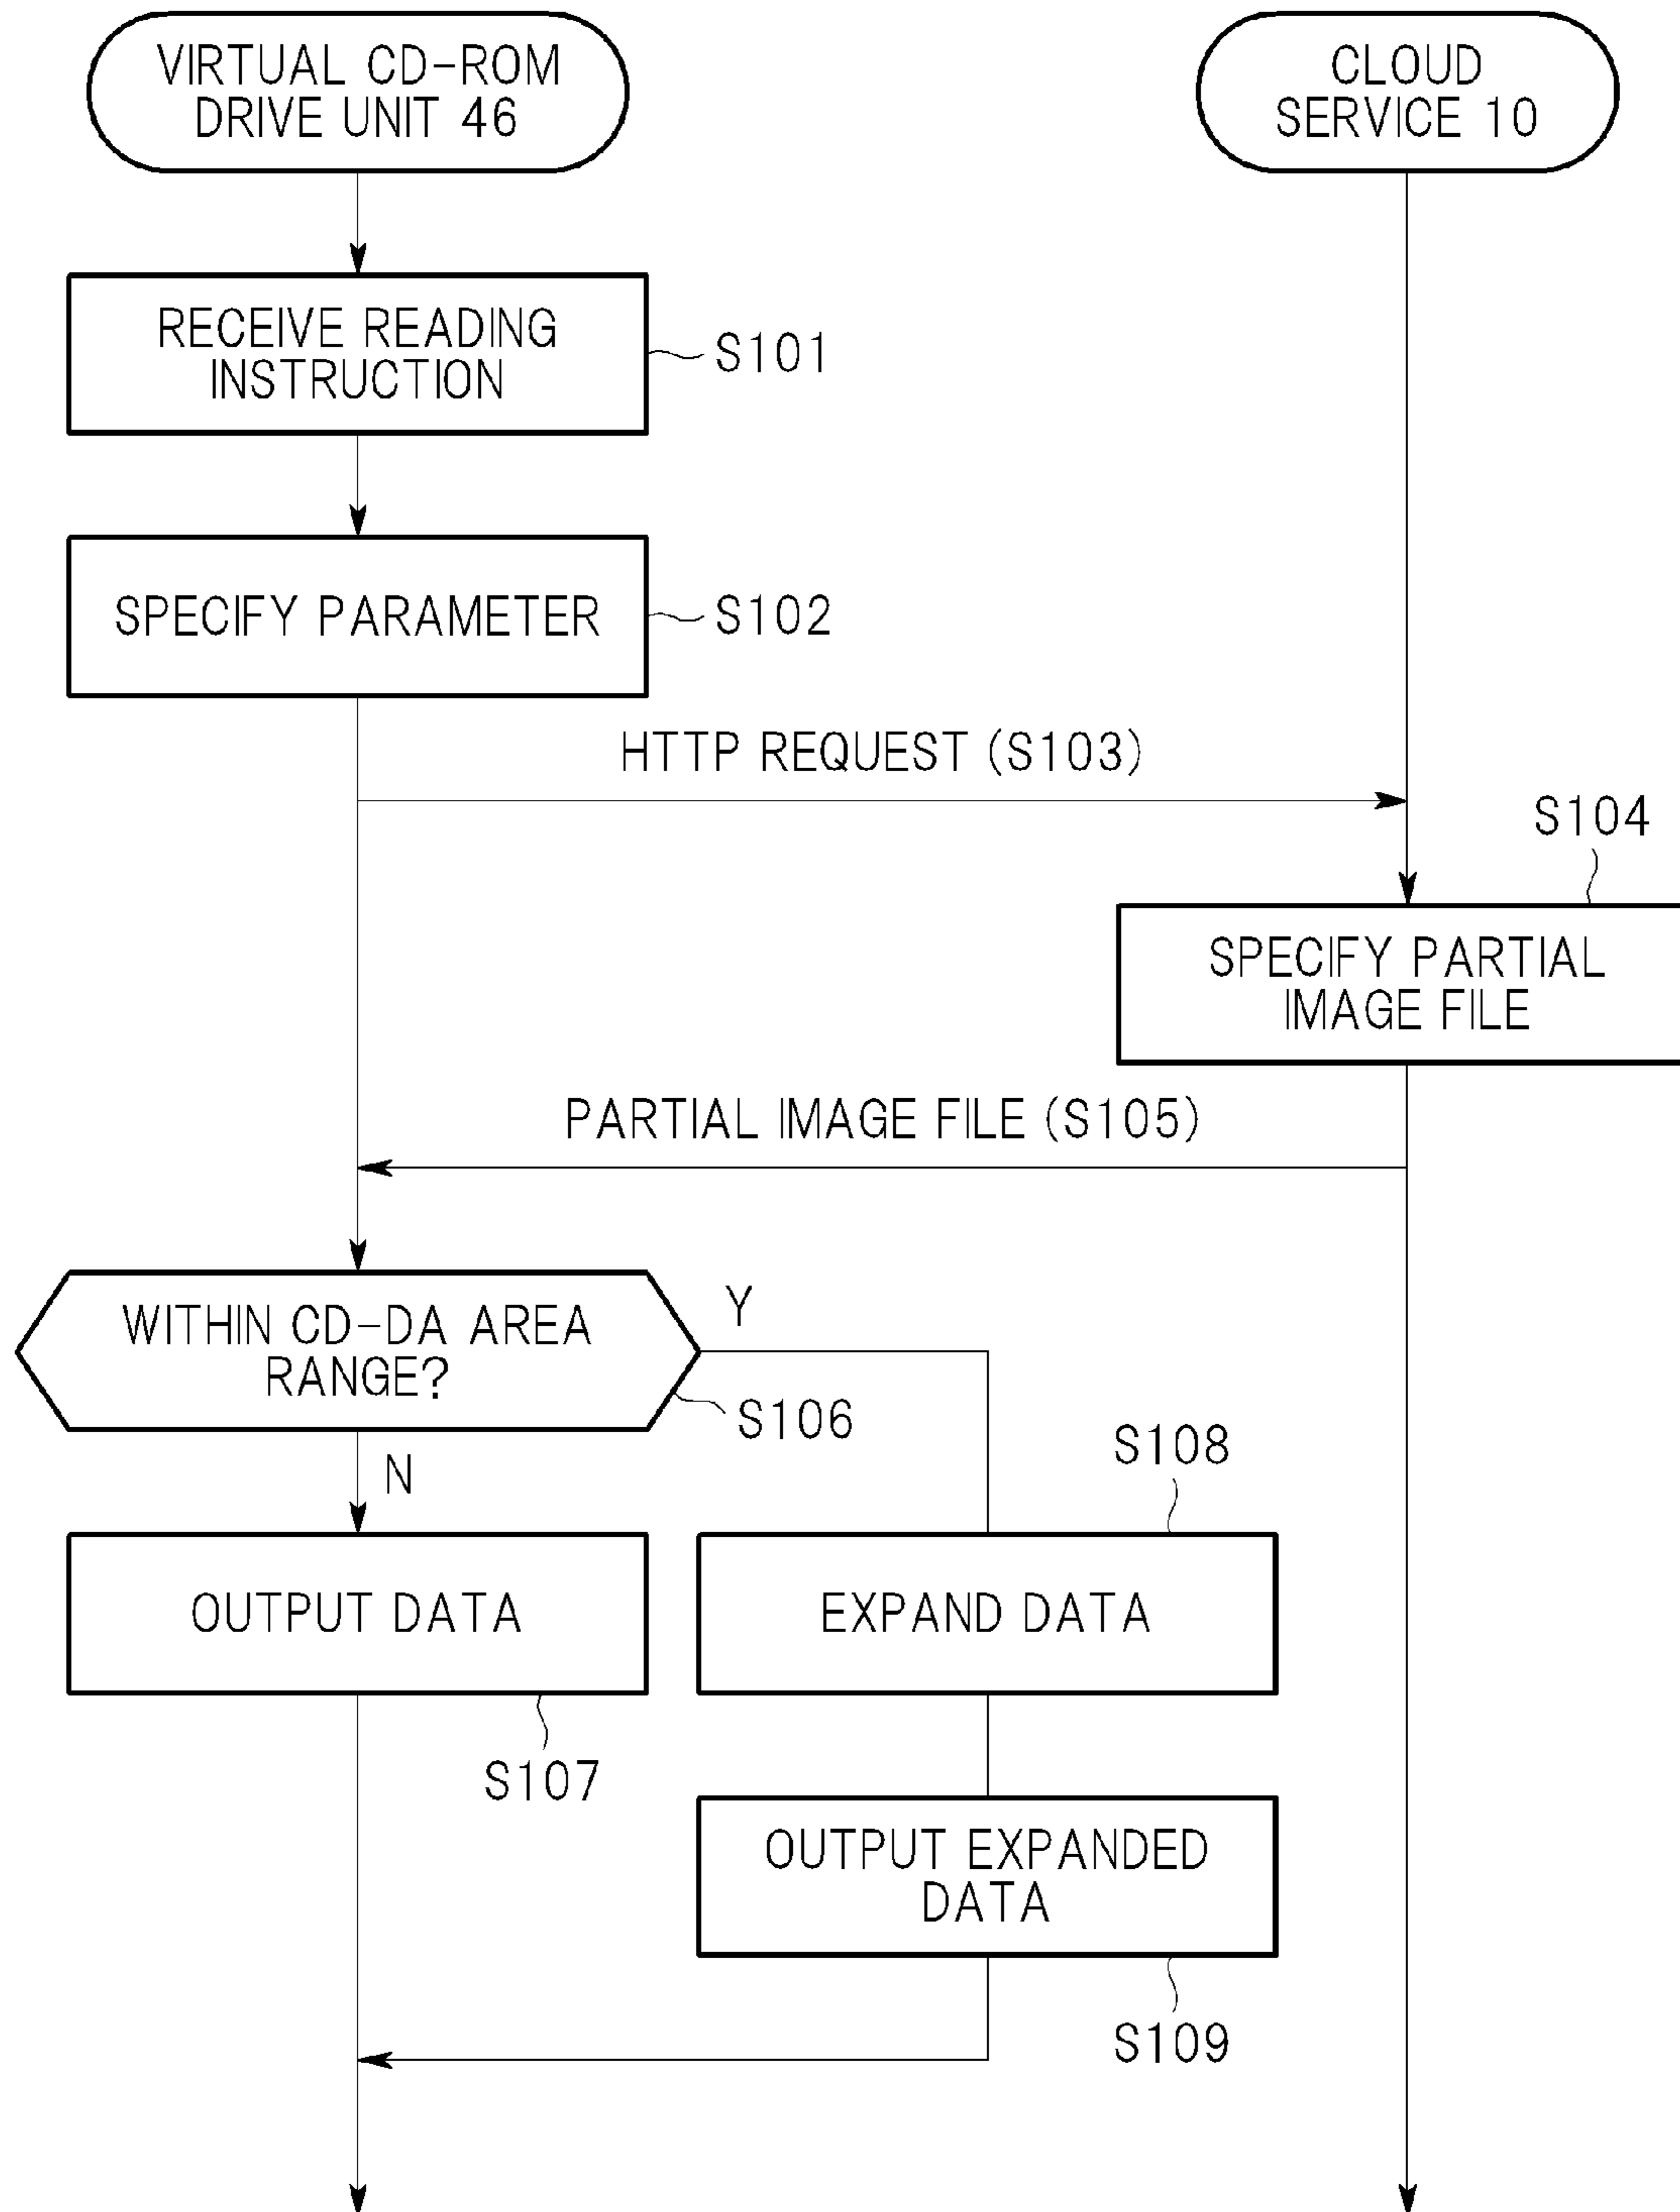 VIRTUAL CD-ROM
DRIVE UNIT 46
CLOUD
SERVICE 10
RECEIVE READING
INSTRUCTION
S101
SPECIFY PARAMETER
S102
HTTP REQUEST (S103)
S104
SPECIFY PARTIAL
IMAGE FILE
PARTIAL IMAGE FILE (S105)
WITHIN CD-DA AREA
RANGE?
Y
S106
N
S108
OUTPUT DATA
EXPAND DATA
S107
OUTPUT EXPANDED
DATA
S109